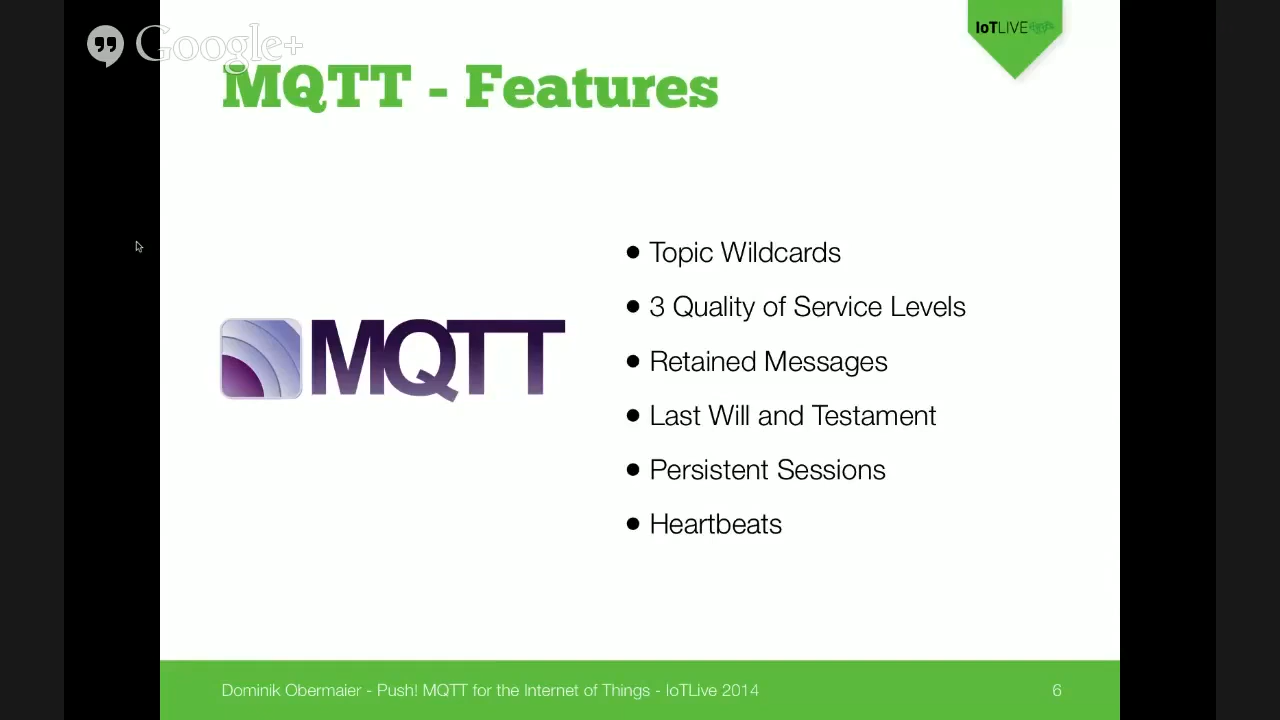 Google+
IoTLIVE
MQTT - Features
• Topic Wildcards
• 3 Quality of Service Levels
• Retained Messages
MQTT
• Last Will and Testament
• Persistent Sessions
• Heartbeats
Dominik Obermaier - Push! MQTT for the Internet of Things - IoTLive 2014
6